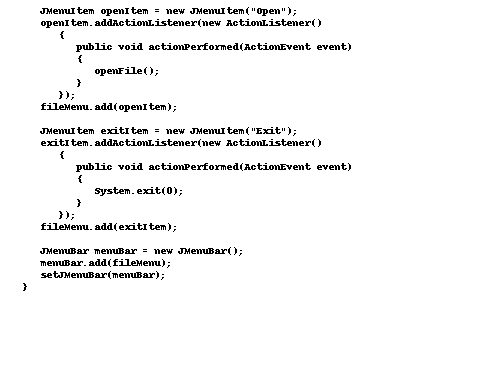 JMenuItem openItem = new JMenuItem("Open");
openItem.addActionListener(new ActionListener()
{
public void actionPerformed(ActionEvent event)
{
openFile();
}
});
fileMenu.add(openItem);
JMenuItem exitItem = new JMenuItem("Exit");
exitItem.addActionListener(new ActionListener()
{
public void actionPerformed(ActionEvent event)
{
System.exit(0);
}
});
fileMenu.add(exitItem);
JMenuBar menuBar = new JMenuBar();
menuBar.add(fileMenu);
setJMenuBar(menuBar);
}